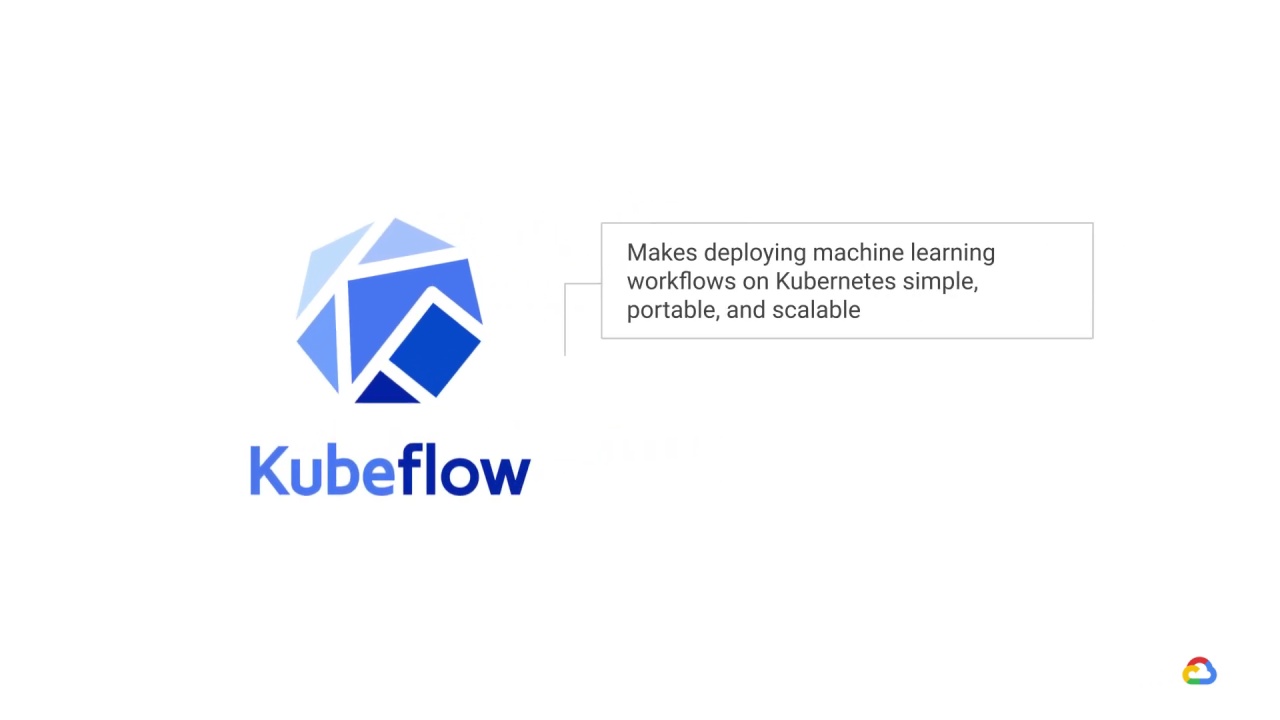 Makes deploying machine learning
workflows on Kubernetes simple,
portable, and scalable
Kubeflow